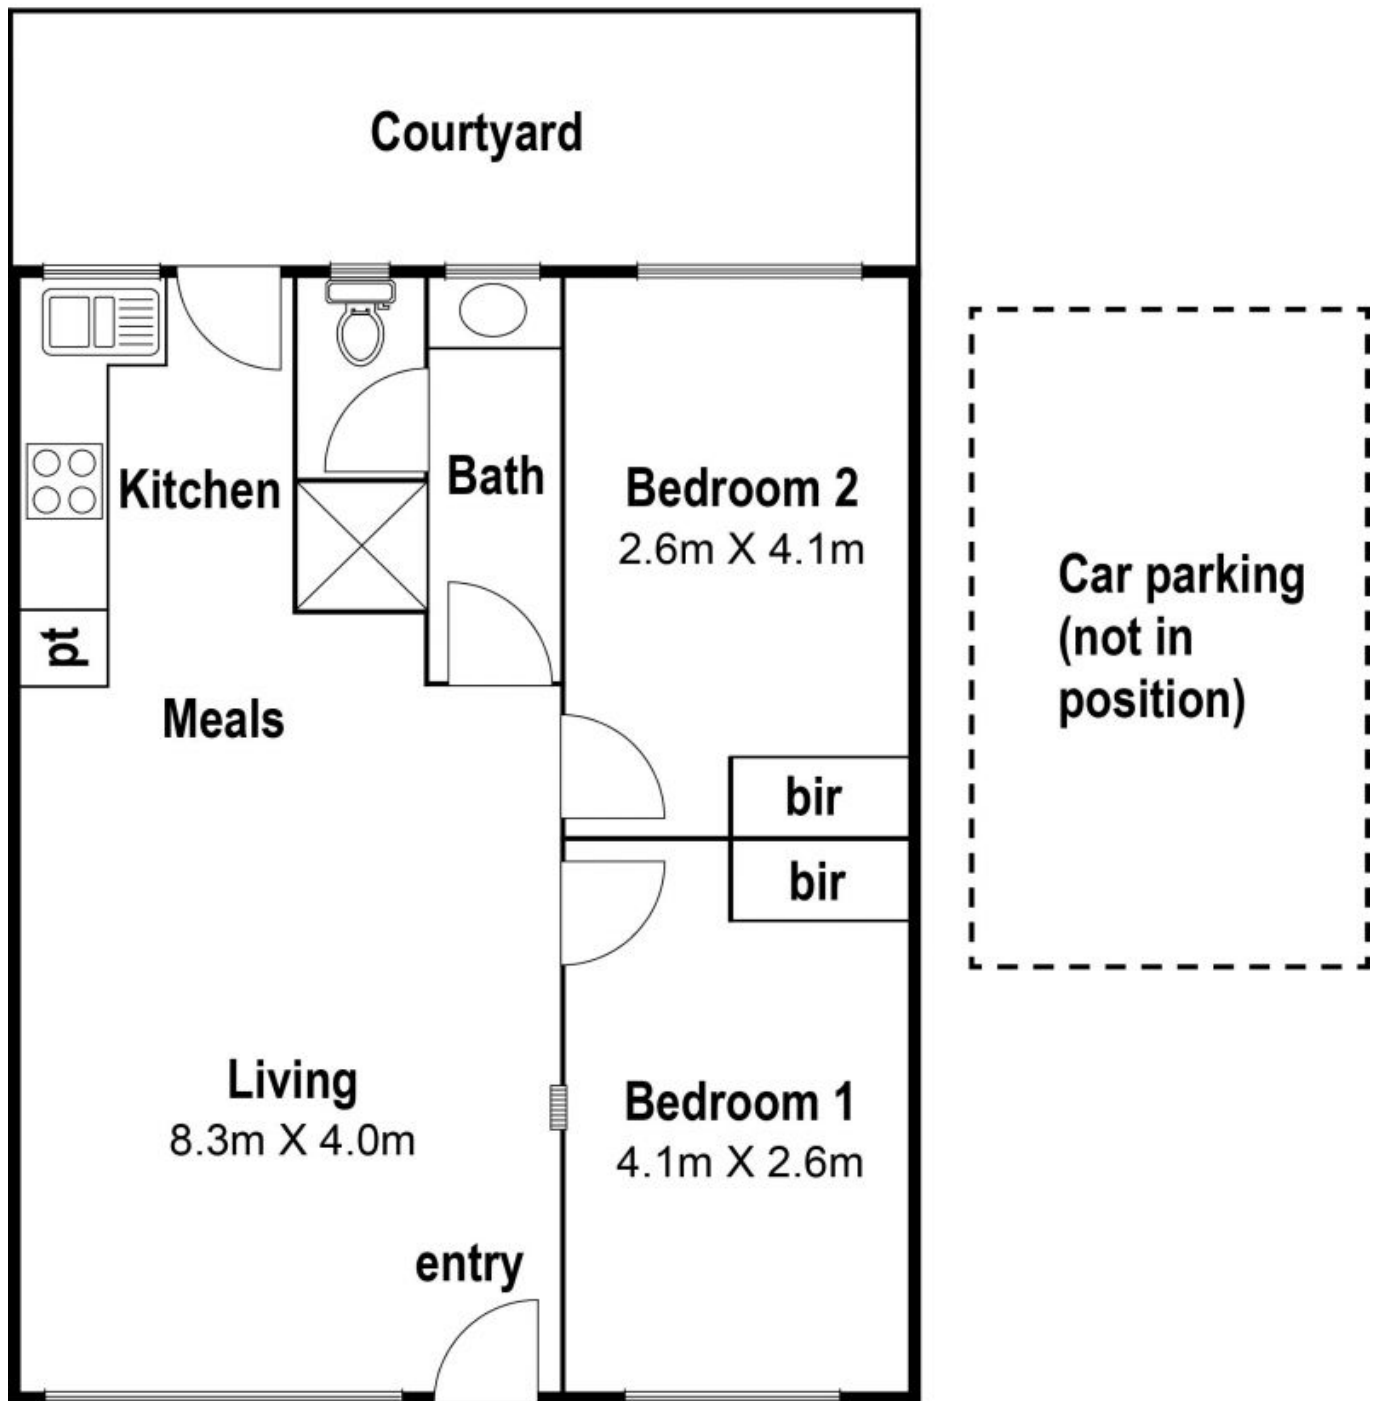 Courtyard
Kitchen
Bath
Bedroom 2
2.6m X 4.1m
Car parking
(not in
position)
pt
Meals
bir
bir
Living
8.3m X 4.0m
Bedroom 1
4.1m X 2.6m
entry